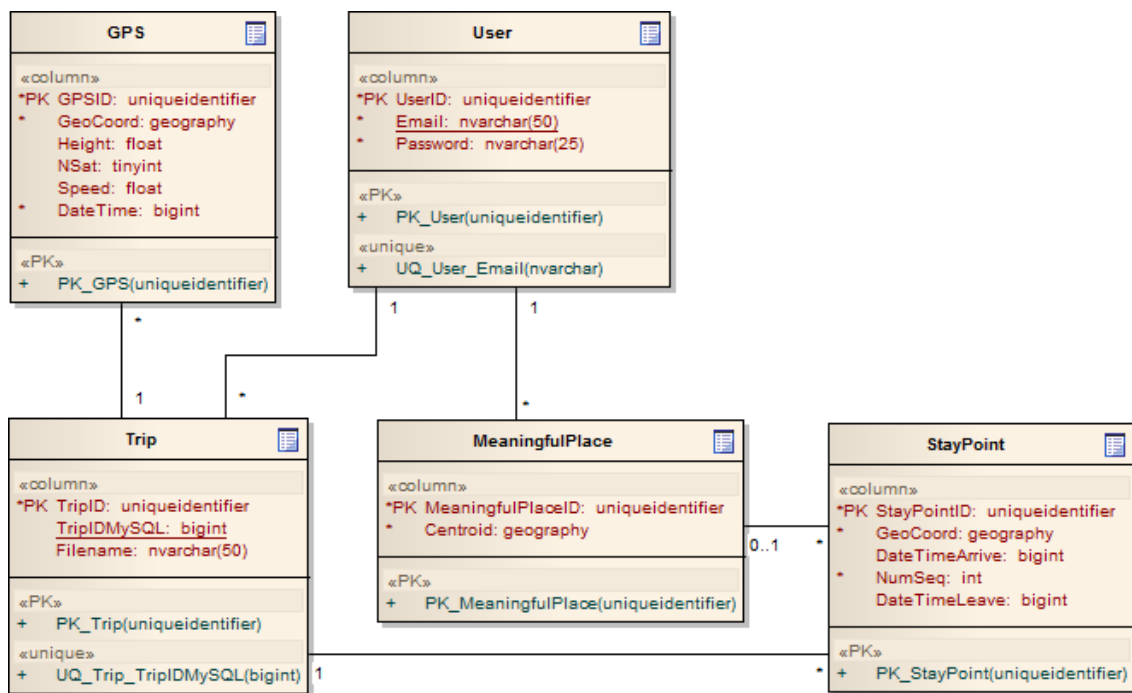 GPS
«column»
*PK GPSID: uniqueidentifier
* GeoCoord: geography
Height: float
NSat: tinyint
Speed: float
* DateTime: bigint
«PK»
+ PK_GPS(uniqueidentifier)
User
«column»
*PK UserID: uniqueidentifier
* Email: nvarchar(50)
* Password: nvarchar(25)
«PK»
+ PK_User(uniqueidentifier)
«unique»
+ UQ_User_Email(nvarchar)
*
1
1
*
1
*
Trip
«column»
*PK TripID: uniqueidentifier
TripIDMySQL: bigint
Filename: nvarchar(50)
«PK»
+ PK_Trip(uniqueidentifier)
«unique»
+ UQ_Trip_TripIDMySQL(bigint)
MeaningfulPlace
«column»
*PK MeaningfulPlaceID: uniqueidentifier
* Centroid: geography
«PK»
+ PK_MeaningfulPlace(uniqueidentifier)
0..1
*
1
*
StayPoint
«column»
*PK StayPointID: uniqueidentifier
* GeoCoord: geography
DateTimeArrive: bigint
* NumSeq: int
DateTimeLeave: bigint
«PK»
+ PK_StayPoint(uniqueidentifier)